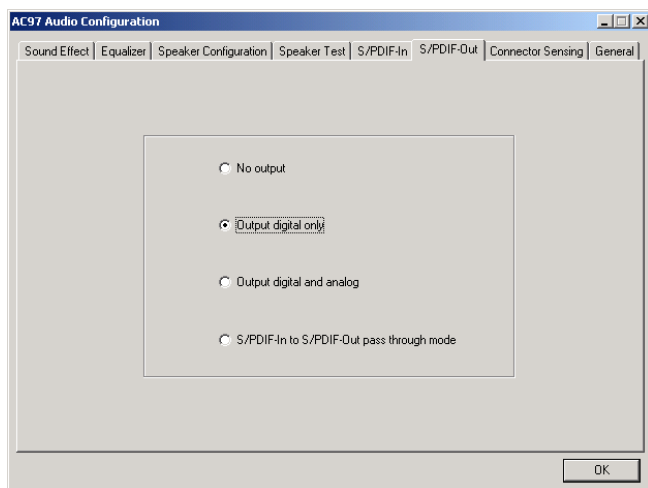 AC97 Audio Configuration
Sound Effect Equalizer Speaker Configuration Speaker Test S/PDIF-In S/PDIF-Out Connector Sensing General
No output
Output digital only
Output digital and analog
S/PDIF-In to S/PDIF-Out pass through mode
OK